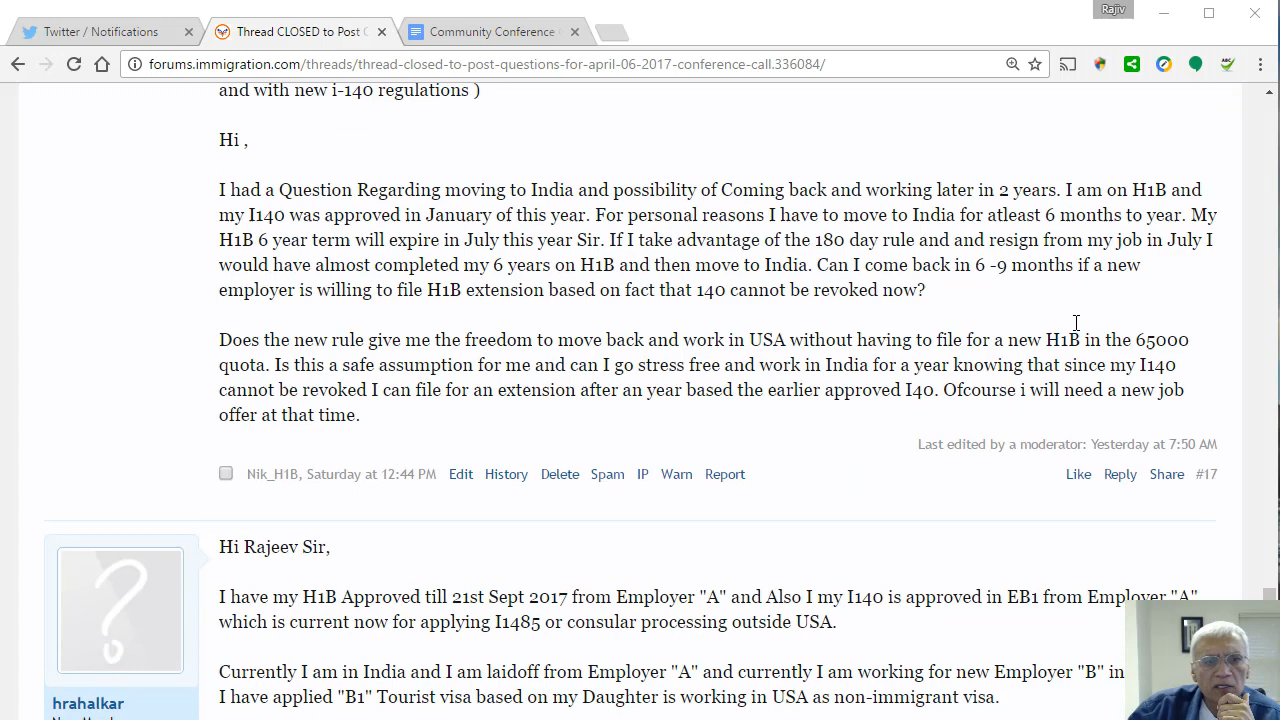 Rajiv
Twitter / Notifications
Thread CLOSED to Post
Community Conference
forums.immigration.com/threads/thread-closed-to-post-questions-for-april-06-2017-conference-call.336084/
and with new i-140 regulations )
Hi ,
I had a Question Regarding moving to India and possibility of Coming back and working later in 2 years. I am on H1B and
my I140 was approved in January of this year. For personal reasons I have to move to India for atleast 6 months to year. My
H1B 6 year term will expire in July this year Sir. If I take advantage of the 180 day rule and and resign from my job in July I
would have almost completed my 6 years on H1B and then move to India. Can I come back in 6 -9 months if a new
employer is willing to file H1B extension based on fact that 140 cannot be revoked now?
Does the new rule give me the freedom to move back and work in USA without having to file for a new H1B in the 65000
quota. Is this a safe assumption for me and can I go stress free and work in India for a year knowing that since my I140
cannot be revoked I can file for an extension after an year based the earlier approved I40. Ofcourse i will need a new job
offer at that time.
Last edited by a moderator: Yesterday at 7:50 AM
Nik_H1B, Saturday at 12:44 PM Edit History Delete Spam IP Warn Report Like Reply Share #17
Hi Rajeev Sir,
I have my H1B Approved till 21st Sept 2017 from Employer "A" and Also I my I140 is approved in EB1 from Employer "A"
which is current now for applying I1485 or consular processing outside USA.
Currently I am in India and I am laidoff from Employer "A" and currently I am working for new Employer "B" in
I have applied "B1" Tourist visa based on my Daughter is working in USA as non-immigrant visa.
hrahalkar